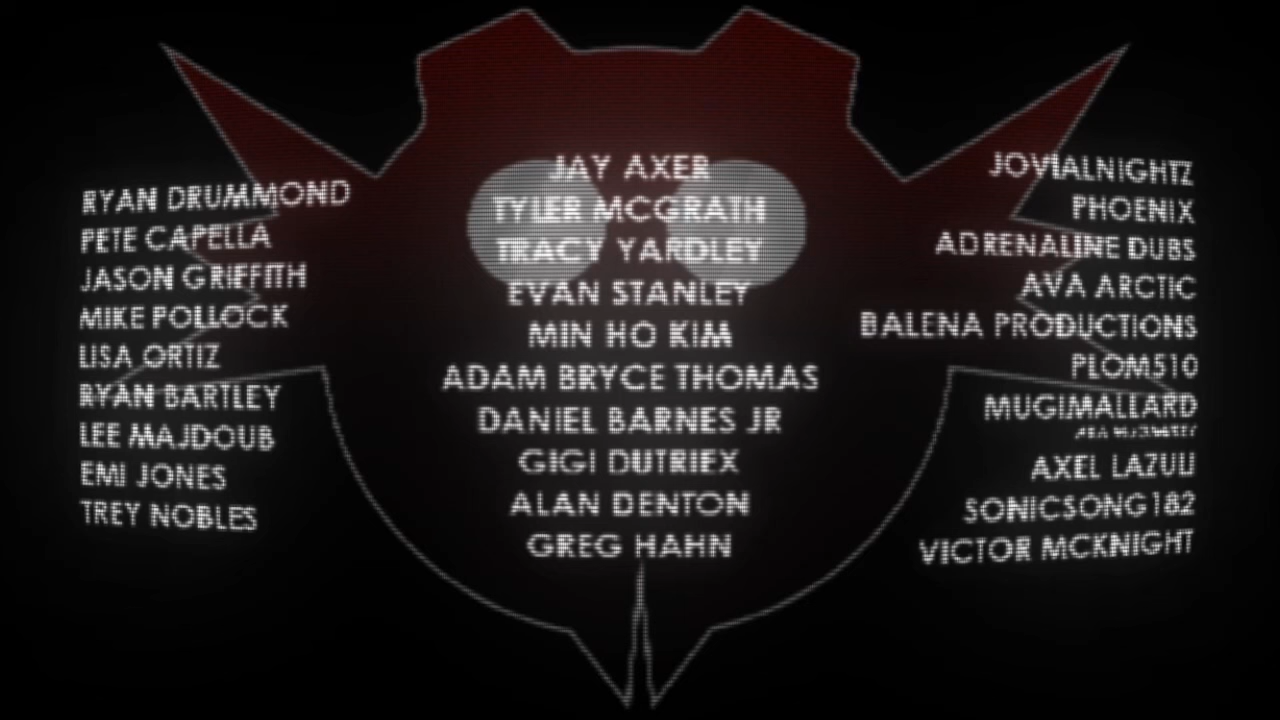 RYAN DRUMMOND
PETE CAPELLA
JASON GRIFFITH
MIKE POLLOCK
LISA ORTIZ
RYAN BARTLEY
LEE MAJDOUB
EMI JONES
TREY NOBLES
JAY AXER
TYLER MCGRATH
TRACY YARDLEY
EVAN STANLEY
MIN HO KIM
ADAM BRYCE THOMAS
DANIEL BARNES JR
GIGI DUTRIEX
ALAN DENTON
GREG HAHN
JOVIALNIGHTZ
PHOENIX
ADRENALINE DUBS
AVA ARCTIC
BALENA PRODUCTIONS
PLOM510
MUGIMALLARD
AKA
AXEL LAZULI
SONICSONG182
VICTOR MCKNIGHT